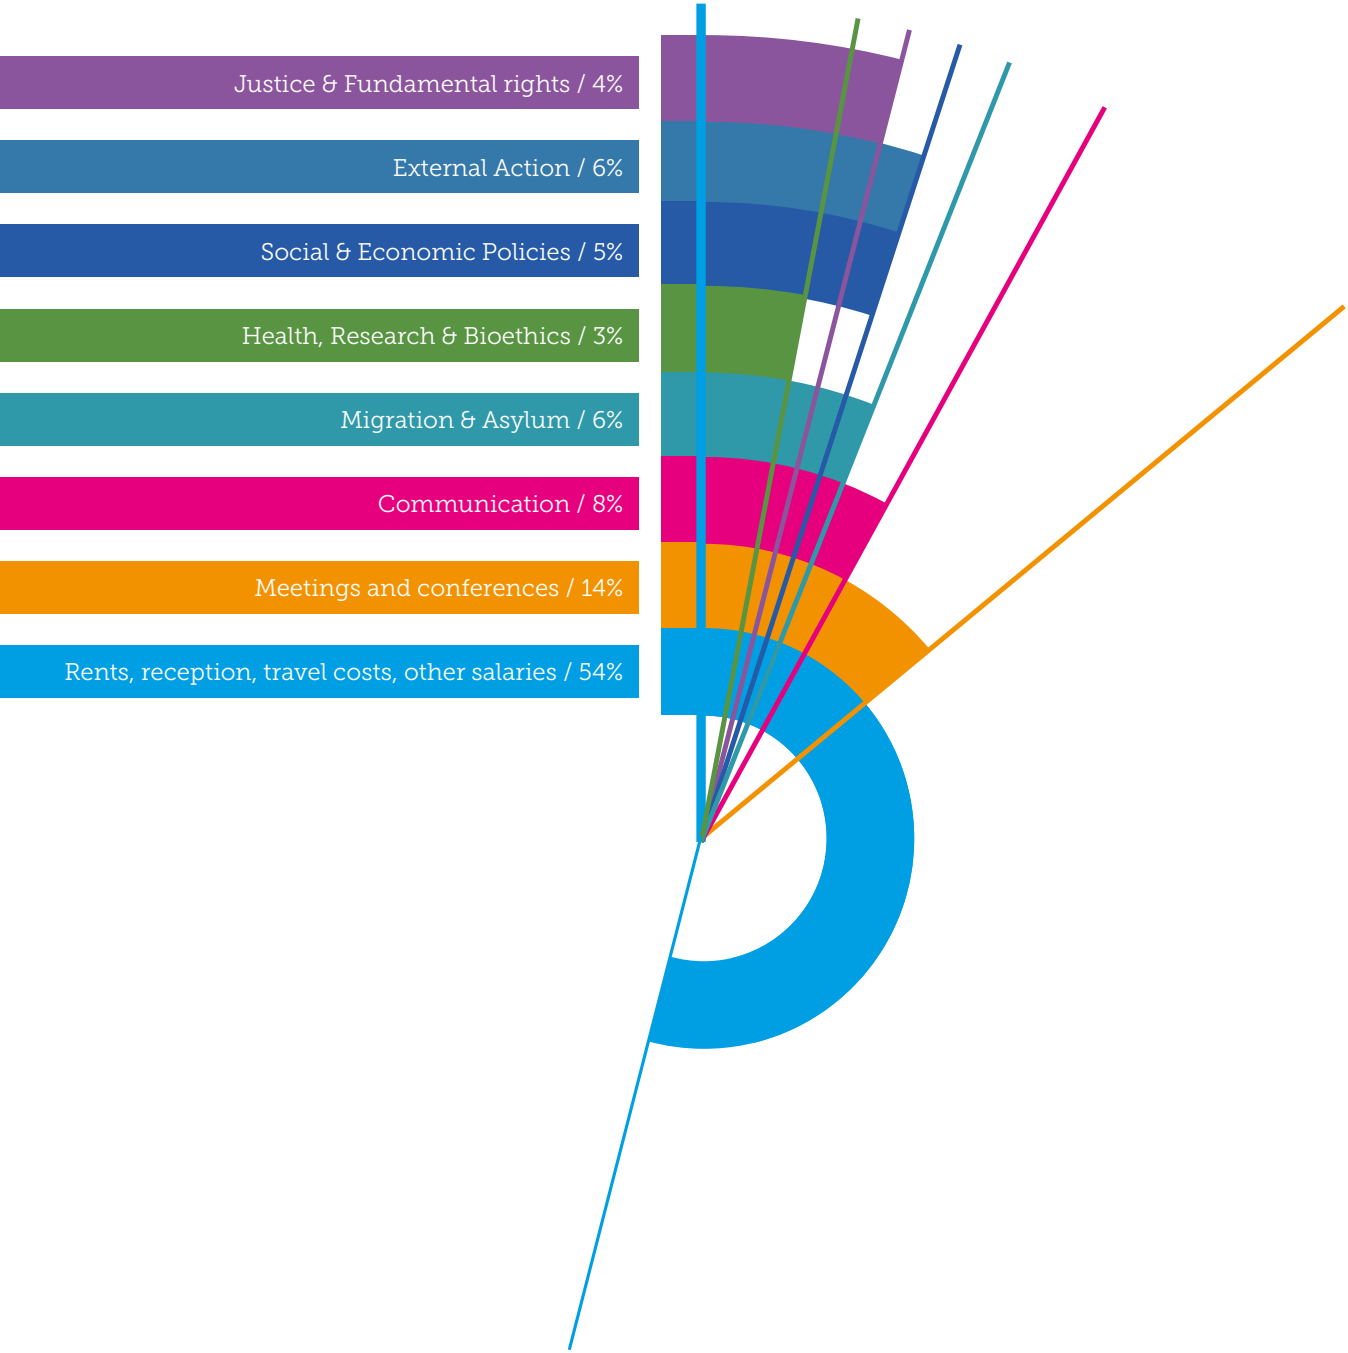 Justice & Fundamental rights / 4%
External Action / 6%
Social & Economic Policies / 5%
Health, Research & Bioethics / 3%
Migration & Asylum / 6%
Communication / 8%
Meetings and conferences / 14%
Rents, reception, travel costs, other salaries / 54%